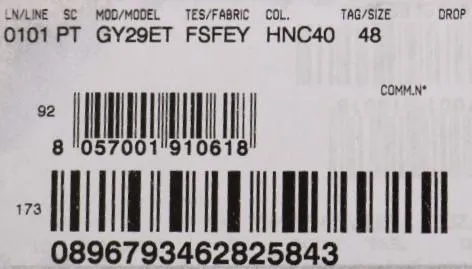 LN/LINE SC MOD/MODEL TES/FABRIC COL. TAG/SIZE DROP
0101 PT GY29ET FSFEY HNC40 48
COMM.N°
92
8 057001 910618
173
0896793462825843